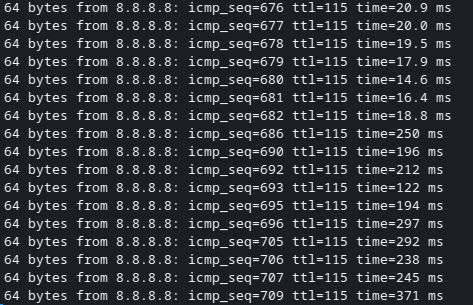 64 bytes from 8.8.8.8: icmp_seq=676 ttl=115 time=20.9 ms
64 bytes from 8.8.8.8: icmp_seq=677 ttl=115 time=20.0 ms
64 bytes from 8.8.8.8: icmp_seq=678 ttl=115 time=19.5 ms
64 bytes from 8.8.8.8: icmp_seq=679 ttl=115 time=17.9 ms
64 bytes from 8.8.8.8: icmp_seq=680 ttl=115 time=14.6 ms
64 bytes from 8.8.8.8: icmp_seq=681 ttl=115 time=16.4 ms
64 bytes from 8.8.8.8: icmp_seq=682 ttl=115 time=18.8 ms
64 bytes from 8.8.8.8: icmp_seq=686 ttl=115 time=250 ms
64 bytes from 8.8.8.8: icmp_seq=690 ttl=115 time=196 ms
64 bytes from 8.8.8.8: icmp_seq=692 ttl=115 time=212 ms
64 bytes from 8.8.8.8: icmp_seq=693 ttl=115 time=122 ms
64 bytes from 8.8.8.8: icmp_seq=695 ttl=115 time=194 ms
64 bytes from 8.8.8.8: icmp_seq=696 ttl=115 time=297 ms
64 bytes from 8.8.8.8: icmp_seq=705 ttl=115 time=292 ms
64 bytes from 8.8.8.8: icmp_seq=706 ttl=115 time=238 ms
64 bytes from 8.8.8.8: icmp_seq=707 ttl=115 time=245 ms
64 bytes from 8.8.8.8: icmp_seq=709 ttl=115 time=371 ms